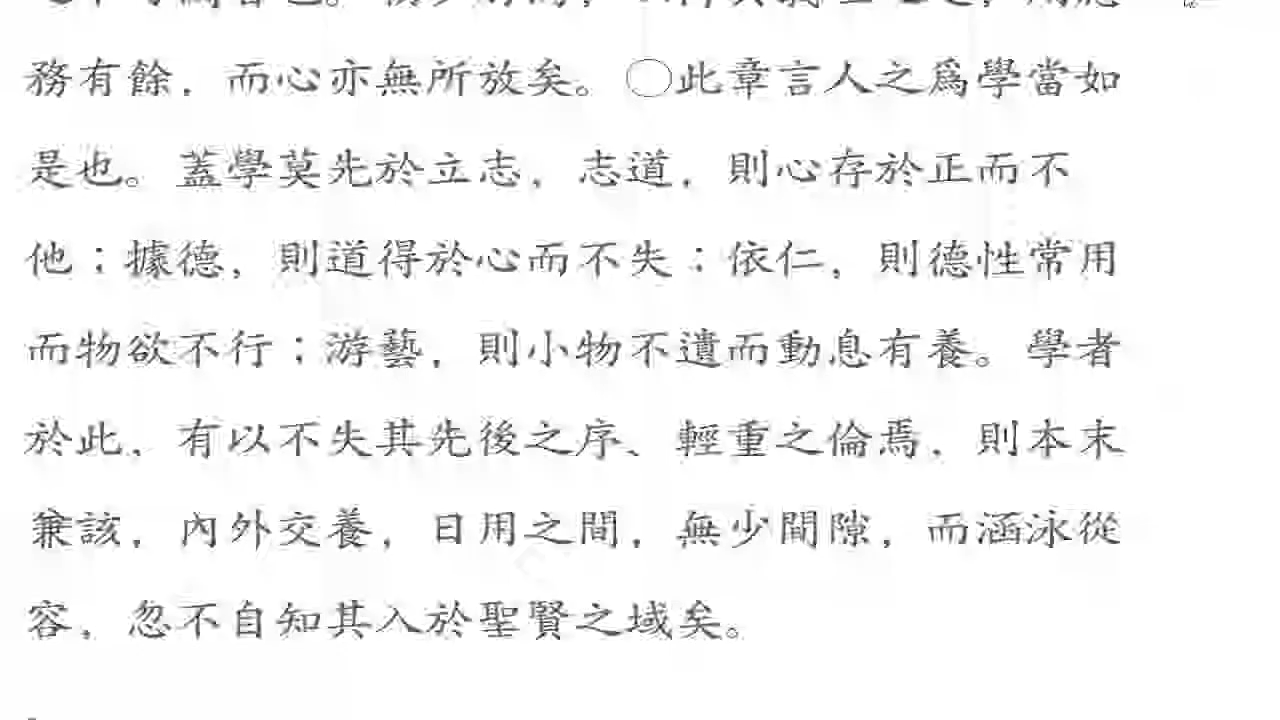 務有餘，而心亦無所放矣。○此章言人之爲學當如
是也。蓋學莫先於立志，志道，則心存於正而不
他；據德，則道得於心而不失；依仁，則德性常用
而物欲不行；游藝，則小物不遺而動息有養。學者
於此，有以不失其先後之序、輕重之倫焉，則本末
兼該，內外交養，日用之間，無少間隙，而涵泳從
容，忽不自知其入於聖賢之域矣。